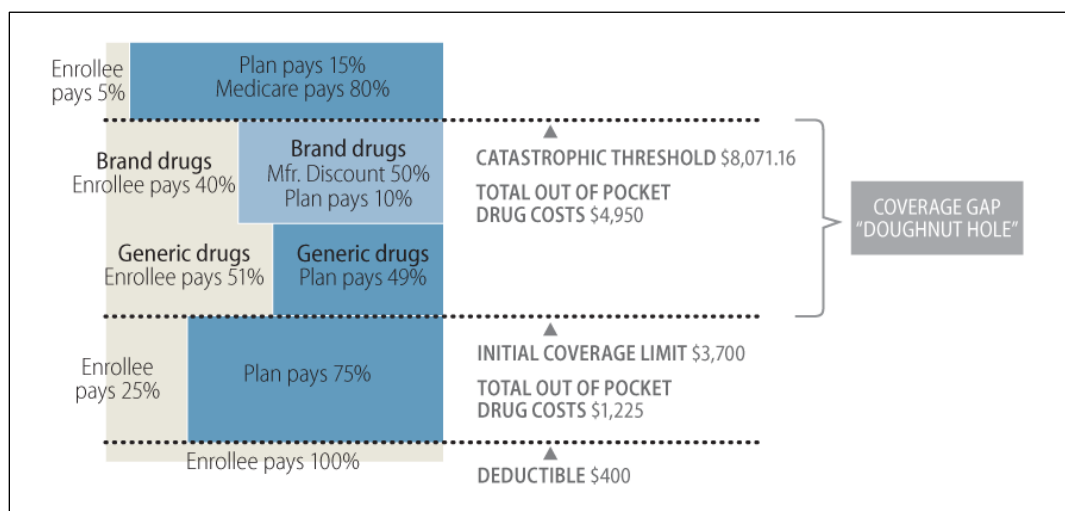 Enrollee
pays 5%
Plan pays 15%
Medicare pays 80%
Brand drugs
Enrollee pays 40%
Brand drugs
Mfr. Discount 50%
Plan pays 10%
CATASTROPHIC THRESHOLD $8,071.16
TOTAL OUT OF POCKET
DRUG COSTS $4,950
COVERAGE GAP
“DOUGHNUT HOLE”
Generic drugs
Enrollee pays 51%
Generic drugs
Plan pays 49%
Enrollee
pays 25%
Plan pays 75%
INITIAL COVERAGE LIMIT $3,700
TOTAL OUT OF POCKET
DRUG COSTS $1,225
Enrollee pays 100%
DEDUCTIBLE $400